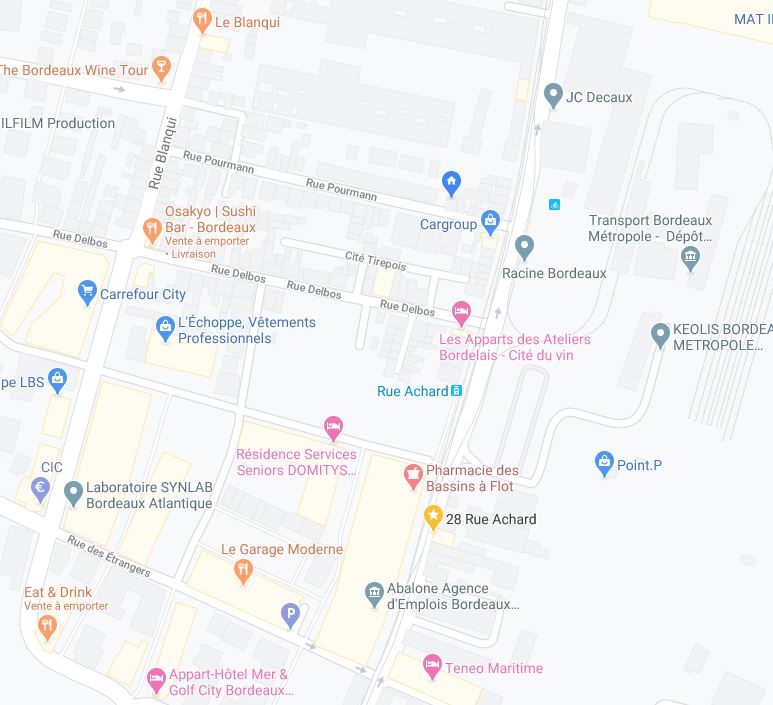 Le Blanqui
MAT I
The Bordeaux Wine Tour
JC Decaux
ILFILM Production
Rue Blanqui
Rue Pourmann
Rue Pourmann
Osakyo | Sushi
Bar - Bordeaux
Vente à emporter
• Livraison
Cargroup
Transport Bordeaux
Métropole - Dépôt...
Rue Delbos
Cité Tirepois
Racine Bordeaux
Rue Delbos
Rue Delbos
Rue Delbos
Carrefour City
L'Échoppe, Vêtements
Professionnels
Les Apparts des Ateliers
Bordelais - Cité du vin
KEOLIS BORDEA
METROPOLE...
pe LBS
Rue Achard
Résidence Services
Seniors DOMITYS...
CIC
€
Pharmacie des
Bassins à Flot
Point.P
Laboratoire SYNLAB
Bordeaux Atlantique
28 Rue Achard
Rue des Étrangers
Le Garage Moderne
Eat & Drink
Vente à emporter
P
Abalone Agence
d'Emplois Bordeaux...
Appart-Hôtel Mer &
Golf City Bordeaux...
Teneo Maritime